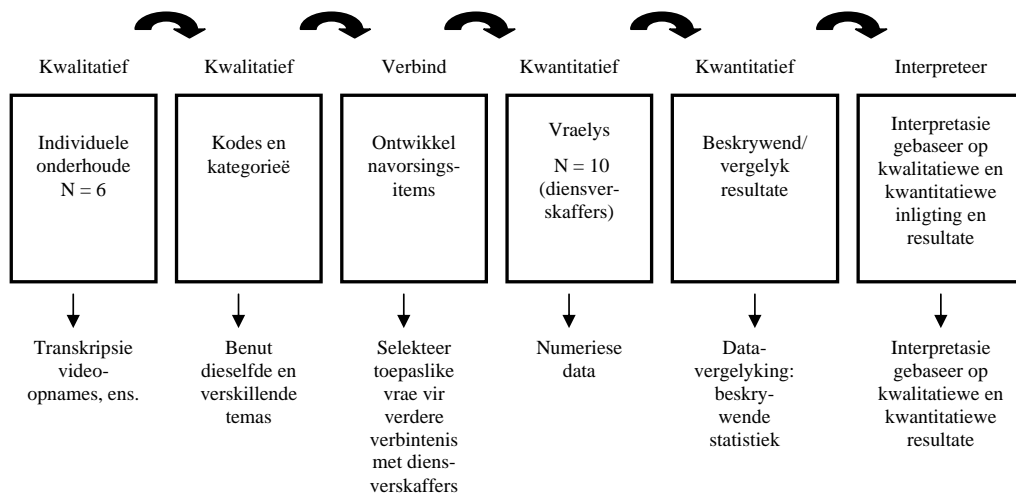 Kwalitatief
Kwalitatief
Verbind
Kwantitatief
Kwantitatief
Interpreteer
Individuele
onderhoude
N = 6
Kodes en
kategorieë
Ontwikkel
navorsings-
items
Vraelys
N = 10
(diensver-
skaffers)
Beskrywend/
vergelyk
resultate
Interpretasie
gebaseer op
kwalitatiewe en
kwantitatiewe
inligting en
resultate
Transkripsie
video-
opnames, ens.
Benut
dieselfde en
verskillende
temas
Selekteer
toepaslike
vrae vir
verdere
verbintenis
met diens-
verskaffers
Numeriese
data
Data-
vergelyking:
beskry-
wende
statistiek
Interpretasie
gebaseer op
kwalitatiewe en
kwantitatiewe
resultate